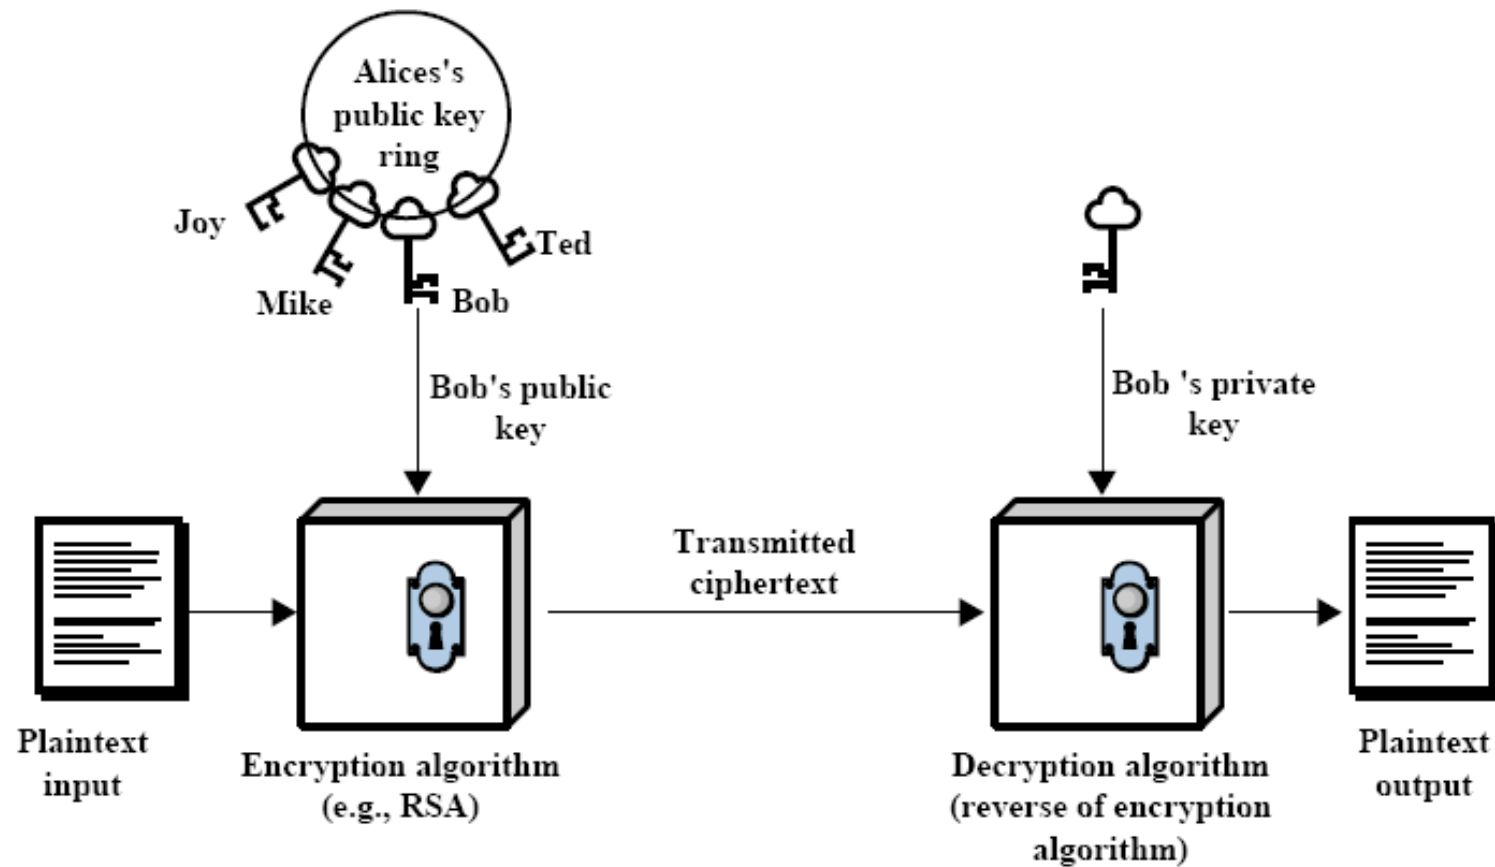 Alices's
public key
ring
Joy
Ted
Mike
Bob
Bob's public
key
Bob 's private
key
Transmitted
ciphertext
Plaintext
input
Encryption algorithm
(e.g., RSA)
Decryption algorithm
(reverse of encryption
algorithm)
Plaintext
output